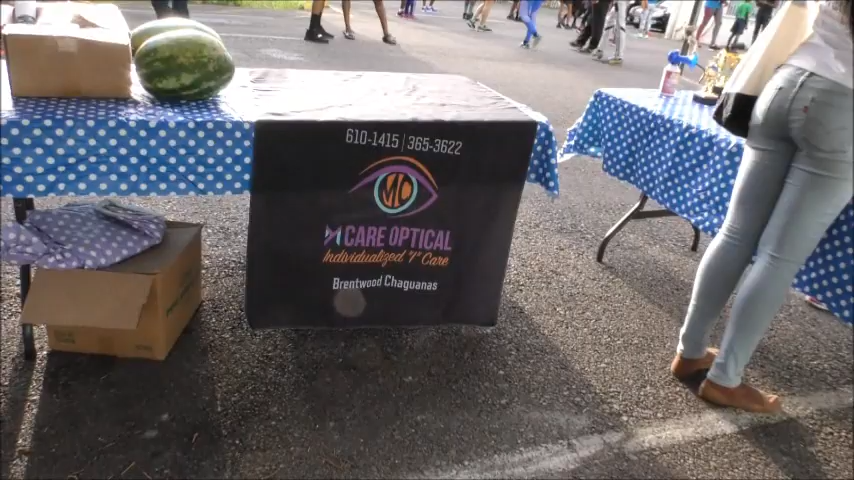 610-1415 | 365-3622
MC
M CARE OPTICAL
Individualized "I" Care
Brentwood Chaguanas